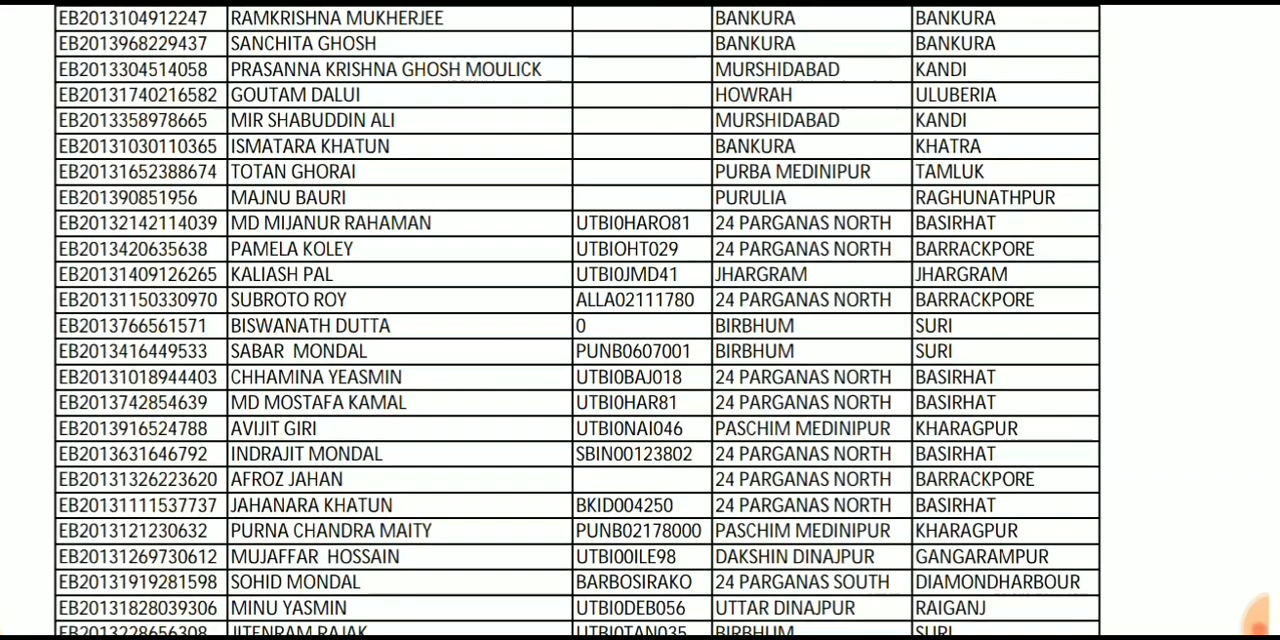 EB2013104912247 RAMKRISHNA MUKHERJEE BANKURA BANKURA
EB2013968229437 SANCHITA GHOSH BANKURA BANKURA
EB2013304514058 PRASANNA KRISHNA GHOSH MOULICK MURSHIDABAD KANDI
EB20131740216582 GOUTAM DALUI HOWRAH ULUBERIA
EB2013358978665 MIR SHABUDDIN ALI MURSHIDABAD KANDI
EB20131030110365 ISMATARA KHATUN BANKURA KHATRA
EB20131652388674 TOTAN GHORAI PURBA MEDINIPUR TAMLUK
EB201390851956 MAJNU BAURI PURULIA RAGHUNATHPUR
EB20132142114039 MD MIJANUR RAHAMAN UTBI0HARO81 24 PARGANAS NORTH BASIRHAT
EB2013420635638 PAMELA KOLEY UTBIOHT029 24 PARGANAS NORTH BARRACKPORE
EB20131409126265 KALIASH PAL UTBI0JMD41 JHARGRAM JHARGRAM
EB20131150330970 SUBROTO ROY ALLA02111780 24 PARGANAS NORTH BARRACKPORE
EB2013766561571 BISWANATH DUTTA 0 BIRBHUM SURI
EB2013416449533 SABAR MONDAL PUNB0607001 BIRBHUM SURI
EB20131018944403 CHHAMINA YEASMIN UTBI0BAJ018 24 PARGANAS NORTH BASIRHAT
EB2013742854639 MD MOSTAFA KAMAL UTBI0HAR81 24 PARGANAS NORTH BASIRHAT
EB2013916524788 AVIJIT GIRI UTBI0NAI046 PASCHIM MEDINIPUR KHARAGPUR
EB2013631646792 INDRAJIT MONDAL SBIN00123802 24 PARGANAS NORTH BASIRHAT
EB20131326223620 AFROZ JAHAN 24 PARGANAS NORTH BARRACKPORE
EB20131111537737 JAHANARA KHATUN BKID004250 24 PARGANAS NORTH BASIRHAT
EB2013121230632 PURNA CHANDRA MAITY PUNB02178000 PASCHIM MEDINIPUR KHARAGPUR
EB20131269730612 MUJAFFAR HOSSAIN UTBI00ILE98 DAKSHIN DINAJPUR GANGARAMPUR
EB20131919281598 SOHID MONDAL BARBOSIRAKO 24 PARGANAS SOUTH DIAMONDHARBOUR
EB20131828039306 MINU YASMIN UTBI0DEB056 UTTAR DINAJPUR RAIGANJ
EB2013228656308 JITENRAM RAJAK UTBI0TAN035 BIRBHUM SURI